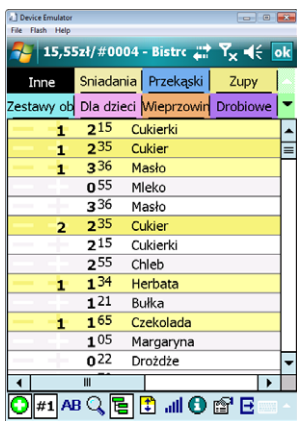 Device Emulator
File Flash Help
15,55zł/#0004 - Bistro ok
Inne Śniadania Przekąski Zupy
Zestawy ob Dla dzieci Wieprzowin Drobiowe
1 2 15 Cukierki
1 2 35 Cukier
1 3 36 Masło
0 55 Mleko
3 36 Masło
2 2 35 Cukier
2 15 Cukierki
2 55 Chleb
1 1 34 Herbata
1 21 Bułka
1 1 65 Czekolada
1 05 Margaryna
0 22 Drożdże
#1 AB